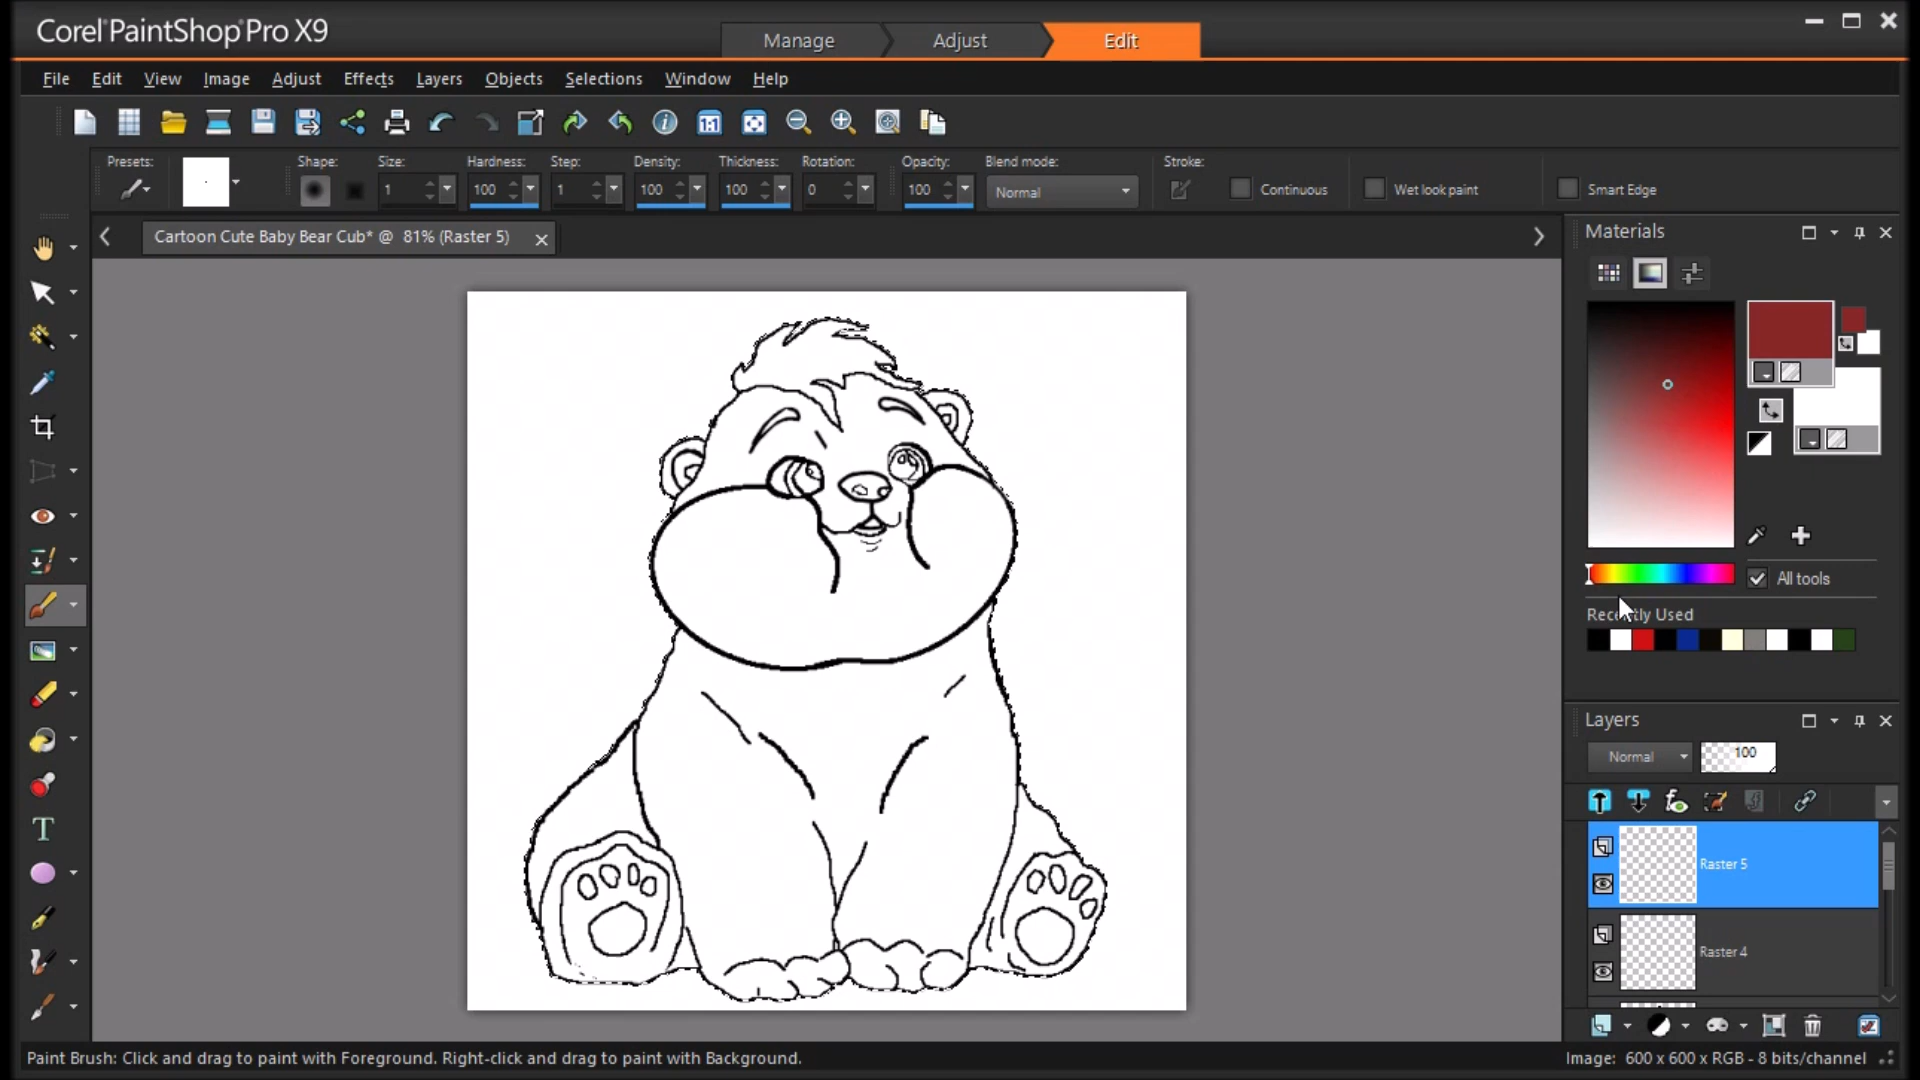 Corel PaintShop Pro X9
Manage Adjust Edit
File Edit View Image Adjust Effects Layers Objects Selections Window Help
1:1
Presets: Shape: Size: Hardness: Step: Density: Thickness: Rotation: Opacity: Blend mode: Stroke:
1 100 1 100 100 0 100 Normal Continuous Wet look paint Smart Edge
Cartoon Cute Baby Bear Cub* @ 81% (Raster 5)
Materials
All tools
Recently Used
Layers
Normal 100
Raster 5
Raster 4
T
Paint Brush: Click and drag to paint with Foreground. Right-click and drag to paint with Background.
Image: 600 x 600 x RGB - 8 bits/channel